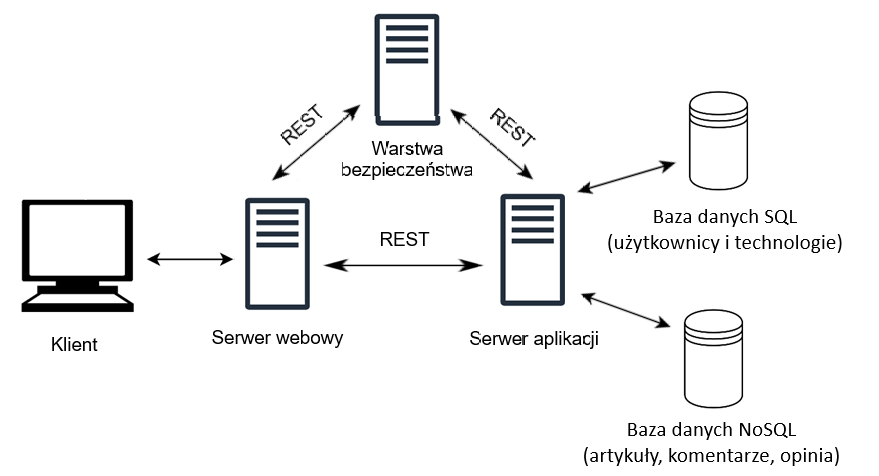 REST
REST
Warstwa
bezpieczeństwa
Baza danych SQL
(użytkownicy i technologie)
REST
Klient
Serwer webowy
Serwer aplikacji
Baza danych NoSQL
(artykuły, komentarze, opinia)